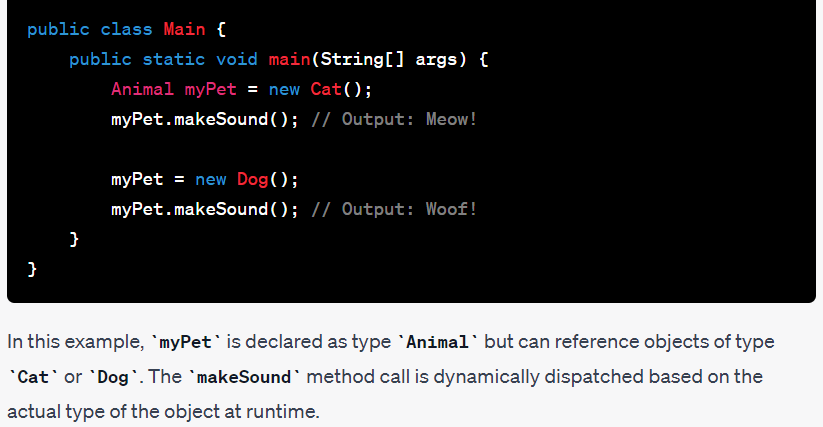 public class Main {
    public static void main(String[] args) {
        Animal myPet = new Cat();
        myPet.makeSound(); // Output: Meow!

        myPet = new Dog();
        myPet.makeSound(); // Output: Woof!
    }
}
In this example, `myPet` is declared as type `Animal` but can reference objects of type
`Cat` or `Dog`. The `makeSound` method call is dynamically dispatched based on the
actual type of the object at runtime.